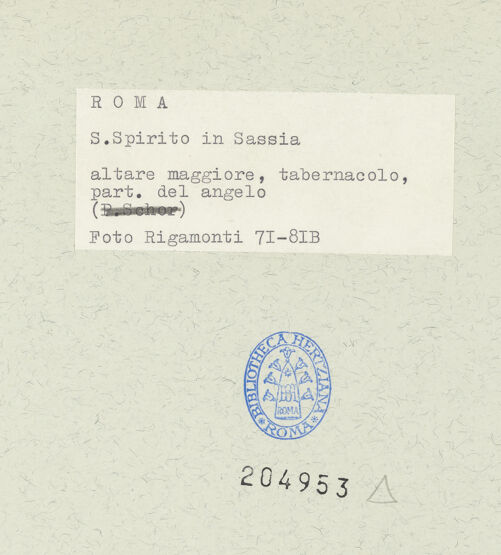 R O M A
S.Spirito in Sassia
altare maggiore, tabernacolo,
part. del angelo
(P.Schor)
Foto Rigamonti 7I-8IB
BIBLIOTHECA HERTZIANA
ROMA
ROMA
204953